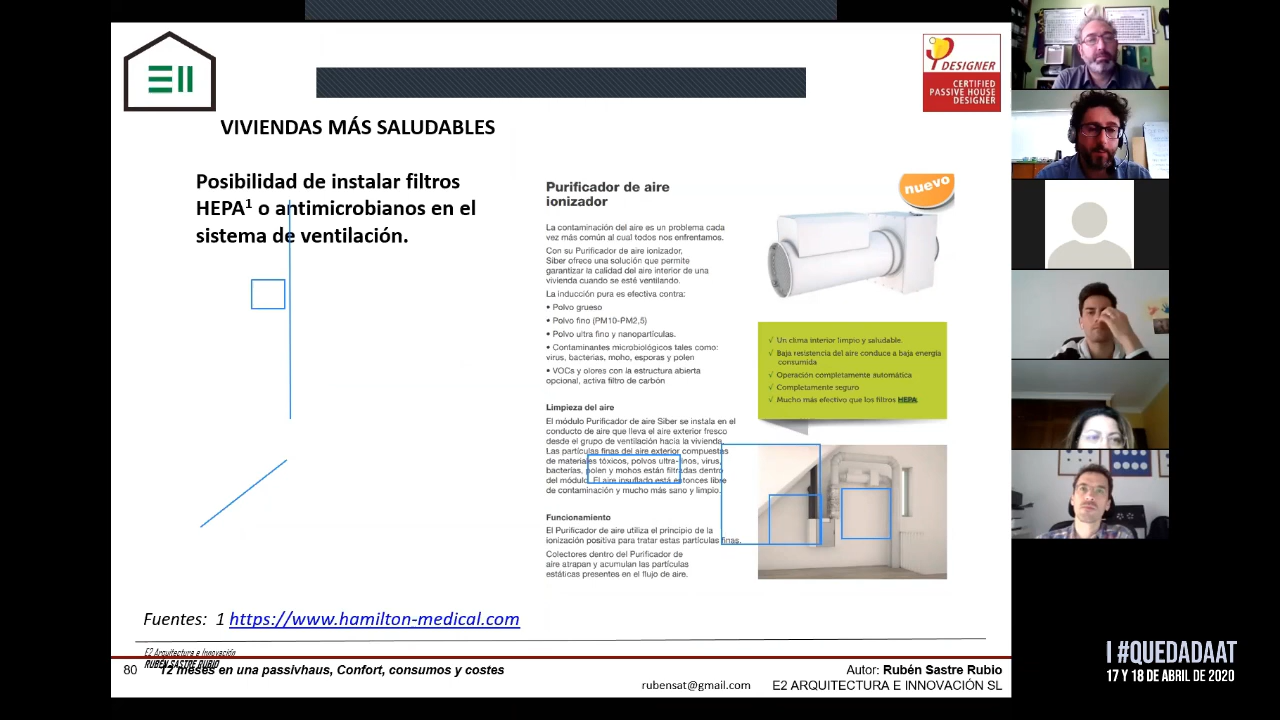 DESIGNER
CERTIFIED
PASSIVE HOUSE
DESIGNER
VIVIENDAS MÁS SALUDABLES
Posibilidad de instalar filtros
HEPA1 o antimicrobianos en el
sistema de ventilación.
Purificador de aire
ionizador
nuevo
La contaminación del aire es un problema cada
vez más común al cual todos nos enfrentamos.
Con su Purificador de aire ionizador,
Siber ofrece una solución que permite
garantizar la calidad del aire interior de una
vivienda cuando se está ventilando.
La inducción pura es efectiva contra:
• Polvo grueso
• Polvo fino (PM10-PM2,5)
• Polvo ultra fino y nanopartículas.
• Contaminantes microbiológicos tales como:
virus, bacterias, moho, esporas y polen
• VOCs y olores con la estructura abierta
opcional, activa filtro de carbón
√ Un clima interior limpio y saludable.
√ Baja resistencia del aire conduce a baja energía
consumida
√ Operación completamente automática
√ Completamente seguro
√ Mucho más efectivo que los filtros HEPA.
Limpieza del aire
El módulo Purificador de aire Siber se instala en el
conducto de aire que lleva el aire exterior fresco
desde el grupo de ventilación hacia la vivienda.
Las partículas finas del aire exterior compuestas
de materiales tóxicos, polvos ultra-finos, virus,
bacterias, polen y mohos están filtradas dentro
del módulo. El aire insuflado está entonces libre
de contaminación y mucho más sano y limpio.
Funcionamiento
El Purificador de aire utiliza el principio de la
ionización positiva para tratar estas partículas finas.
Colectores dentro del Purificador de
aire atrapan y acumulan las partículas
estáticas presentes en el flujo de aire.
Fuentes: 1 https://www.hamilton-medical.com
E2 Arquitectura e Innovación
RUBÉN SASTRE RUBIO
80 12 meses en una passivhaus, Confort, consumos y costes
Autor: Rubén Sastre Rubio
rubensat@gmail.com E2 ARQUITECTURA E INNOVACIÓN SL
I #QUEDADAAT
17 Y 18 DE ABRIL DE 2020